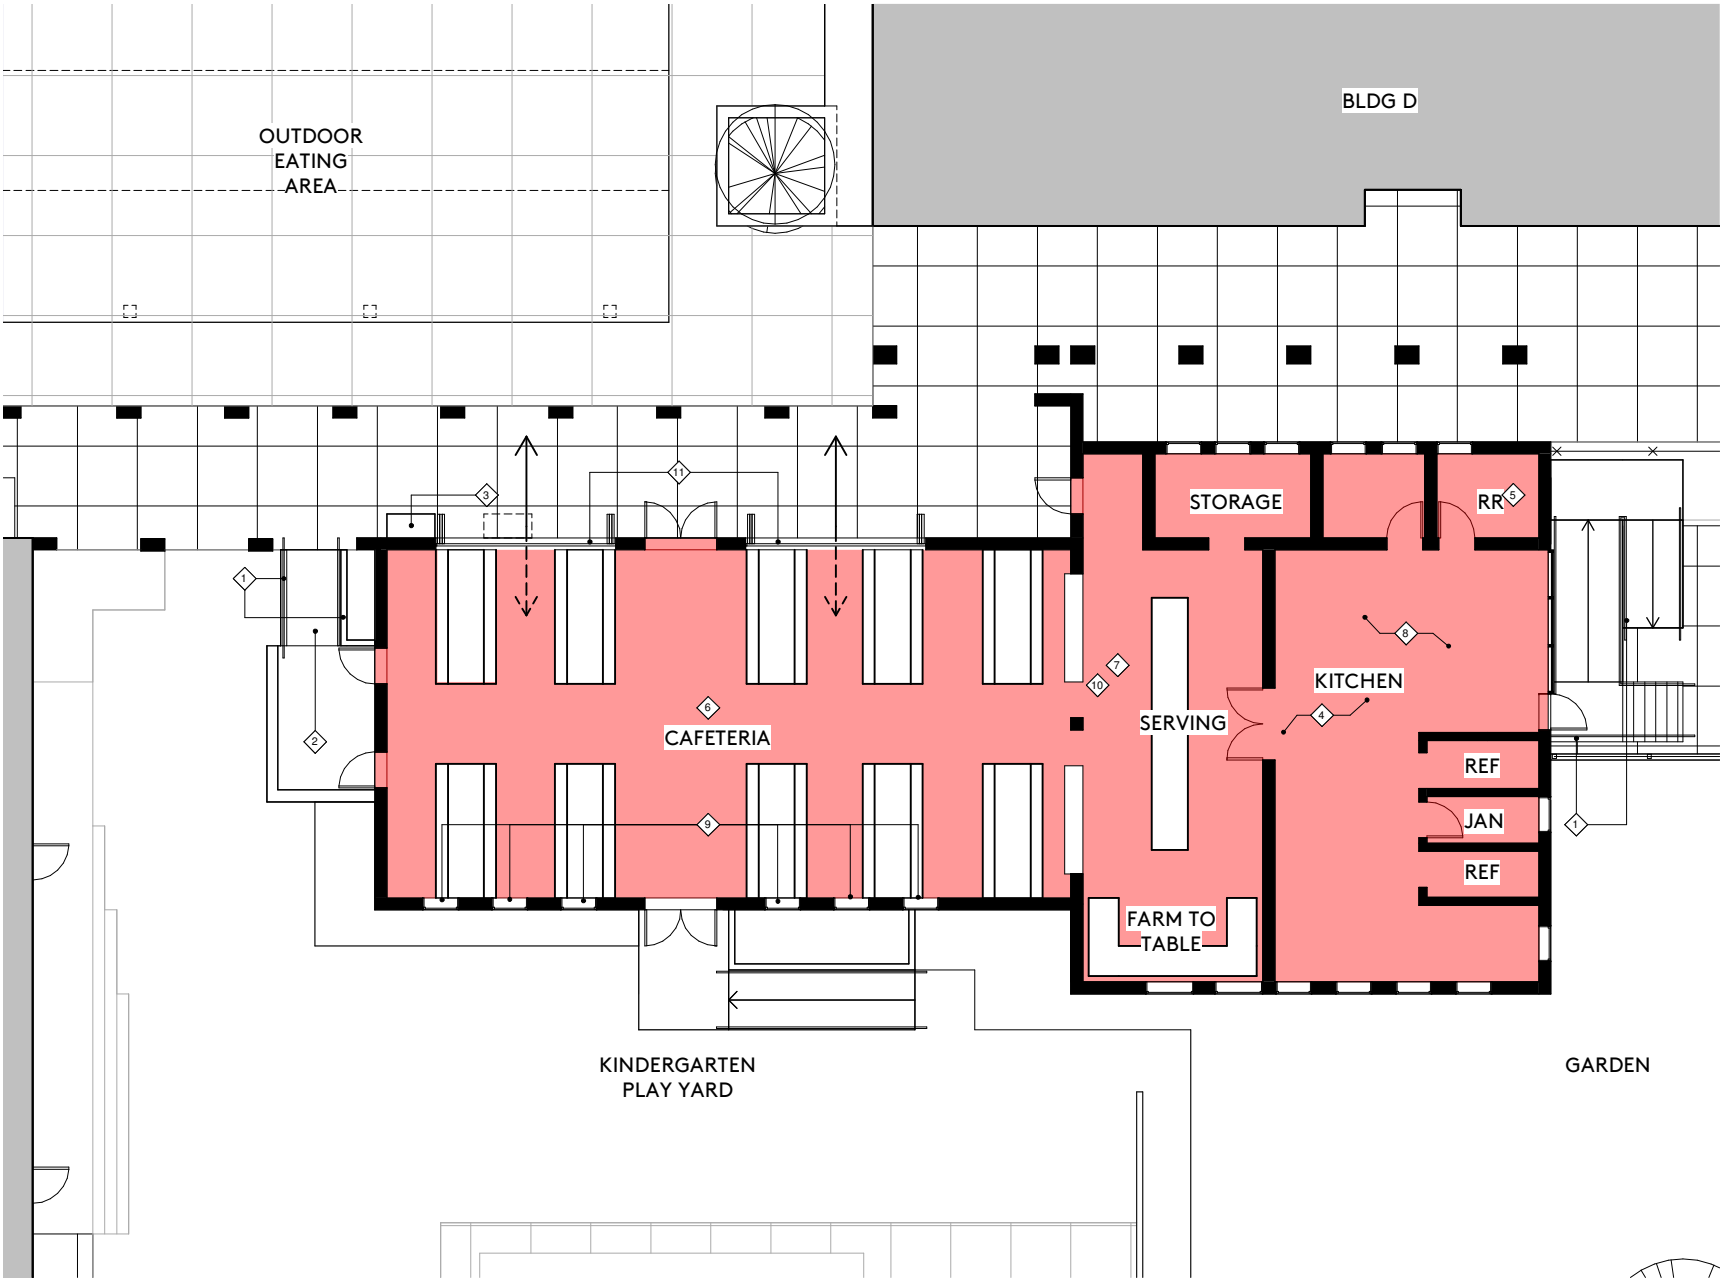 BLDG D
OUTDOOR
EATING
AREA
11
3
STORAGE
RR
5
1
8
7
KITCHEN
10
6
4
SERVING
CAFETERIA
2
REF
9
JAN
1
REF
FARM TO
TABLE
KINDERGARTEN
PLAY YARD
GARDEN